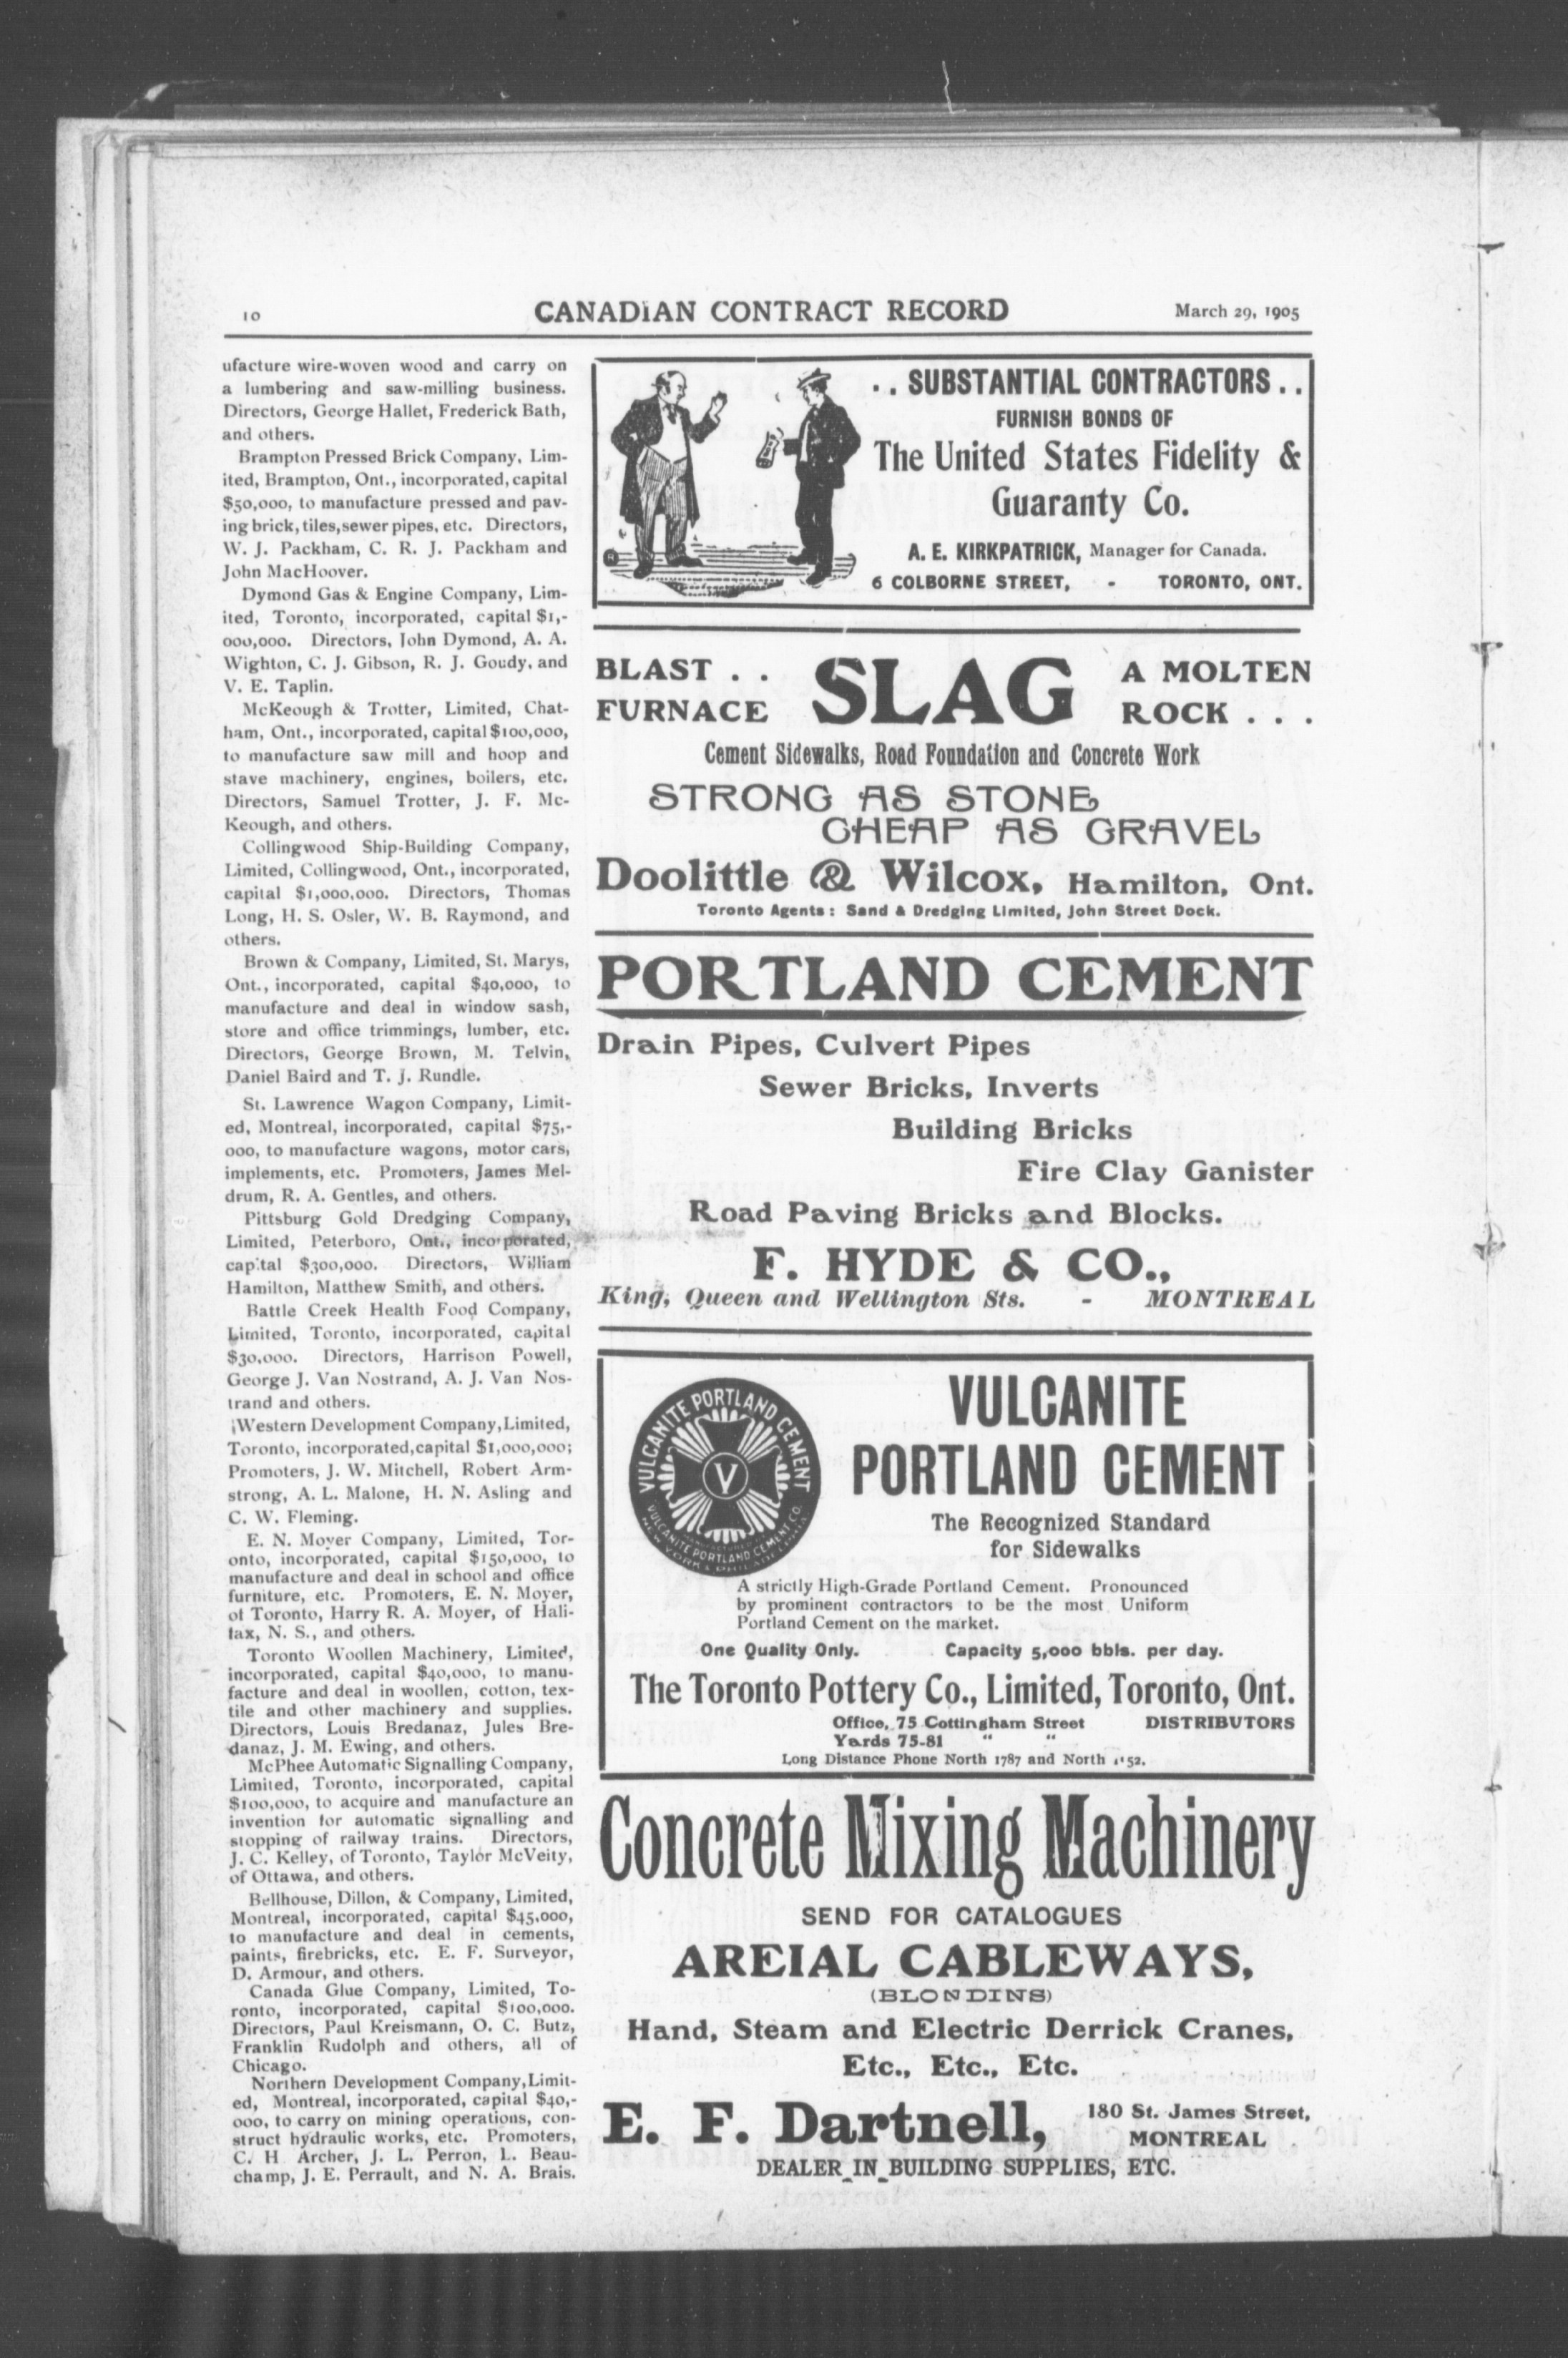 10
CANADIAN CONTRACT RECORD
March 29, 1905
ufacture wire-woven wood and carry on
a lumbering and saw-milling business.
Directors, George Hallet, Frederick Bath,
and others.
Brampton Pressed Brick Company, Lim-
ited, Brampton, Ont., incorporated, capital
$50,000, to manufacture pressed and pav-
ing brick, tiles, sewer pipes, etc. Directors,
W. J. Packham, C. R. J. Packham and
John MacHoover.
Dymond Gas & Engine Company, Lim-
ited, Toronto, incorporated, capital $1,-
000,000. Directors, John Dymond, A. A.
Wighton, C. J. Gibson, R. J. Goudy, and
V. E. Taplin.
McKeough & Trotter, Limited, Chat-
ham, Ont., incorporated, capital $100,000,
to manufacture saw mill and hoop and
stave machinery, engines, boilers, etc.
Directors, Samuel Trotter, J. F. Mc-
Keough, and others.
Collingwood Ship-Building Company,
Limited, Collingwood, Ont., incorporated,
capital $1,000,000. Directors, Thomas
Long, H. S. Osler, W. B. Raymond, and
others.
Brown & Company, Limited, St. Marys,
Ont., incorporated, capital $40,000, to
manufacture and deal in window sash,
store and office trimmings, lumber, etc.
Directors, George Brown, M. Telvin,
Daniel Baird and T. J. Rundle.
St. Lawrence Wagon Company, Limit-
ed, Montreal, incorporated, capital $75,-
000, to manufacture wagons, motor cars,
implements, etc. Promoters, James Mel-
drum, R. A. Gentles, and others.
Pittsburg Gold Dredging Company,
Limited, Peterboro, Ont., incorporated,
capital $300,000. Directors, William
Hamilton, Matthew Smith, and others.
Battle Creek Health Food Company,
Limited, Toronto, incorporated, capital
$30,000. Directors, Harrison Powell,
George J. Van Nostrand, A. J. Van Nos-
trand and others.
Western Development Company, Limited,
Toronto, incorporated, capital $1,000,000;
Promoters, J. W. Mitchell, Robert Arm-
strong, A. L. Malone, H. N. Asling and
C. W. Fleming.
E. N. Moyer Company, Limited, Tor-
onto, incorporated, capital $150,000, to
manufacture and deal in school and office
furniture, etc. Promoters, E. N. Moyer,
of Toronto, Harry R. A. Moyer, of Hali-
fax, N. S., and others.
Toronto Woollen Machinery, Limited,
incorporated, capital $40,000, to manu-
facture and deal in woollen, cotton, tex-
tile and other machinery and supplies.
Directors, Louis Bredanaz, Jules Bre-
danaz, J. M. Ewing, and others.
McPhee Automatic Signalling Company,
Limited, Toronto, incorporated, capital
$100,000, to acquire and manufacture an
invention for automatic signalling and
stopping of railway trains. Directors,
J. C. Kelley, of Toronto, Taylor McVeity,
of Ottawa, and others.
Bellhouse, Dillon, & Company, Limited,
Montreal, incorporated, capital $45,000,
to manufacture and deal in cements,
paints, firebricks, etc. E. F. Surveyor,
D. Armour, and others.
Canada Glue Company, Limited, To-
ronto, incorporated, capital $100,000.
Directors, Paul Kreismann, O. C. Butz,
Franklin Rudolph and others, all of
Chicago.
Northern Development Company, Limit-
ed, Montreal, incorporated, capital $40,-
000, to carry on mining operations, con-
struct hydraulic works, etc. Promoters,
C. H Archer, J. L. Perron, L. Beau-
champ, J. E. Perrault, and N. A. Brais.
. . SUBSTANTIAL CONTRACTORS . .
FURNISH BONDS OF
The United States Fidelity &
Guaranty Co.
A. E. KIRKPATRICK, Manager for Canada.
6 COLBORNE STREET, - TORONTO, ONT.
BLAST . . FURNACE
SLAG
A MOLTEN ROCK . . .
Cement Sidewalks, Road Foundation and Concrete Work
STRONG AS STONE
CHEAP AS GRAVEL
Doolittle & Wilcox, Hamilton, Ont.
Toronto Agents: Sand & Dredging Limited, John Street Dock.
PORTLAND CEMENT
Drain Pipes, Culvert Pipes
Sewer Bricks, Inverts
Building Bricks
Fire Clay Ganister
Road Paving Bricks and Blocks.
F. HYDE & CO.,
King, Queen and Wellington Sts. - MONTREAL
VULCANITE PORTLAND CEMENT
V
VULCANITE PORTLAND CEMENT CO.
NEW YORK & PHILADELPHIA
VULCANITE
PORTLAND CEMENT
The Recognized Standard
for Sidewalks
A strictly High-Grade Portland Cement. Pronounced
by prominent contractors to be the most Uniform
Portland Cement on the market.
One Quality Only. Capacity 5,000 bbls. per day.
The Toronto Pottery Co., Limited, Toronto, Ont.
Office, 75 Cottingham Street DISTRIBUTORS
Yards 75-81 " "
Long Distance Phone North 1787 and North
Concrete Mixing Machinery
SEND FOR CATALOGUES
AREIAL CABLEWAYS,
(BLONDINS)
Hand, Steam and Electric Derrick Cranes,
Etc., Etc., Etc.
E. F. Dartnell, 180 St. James Street,
MONTREAL
DEALER IN BUILDING SUPPLIES, ETC.